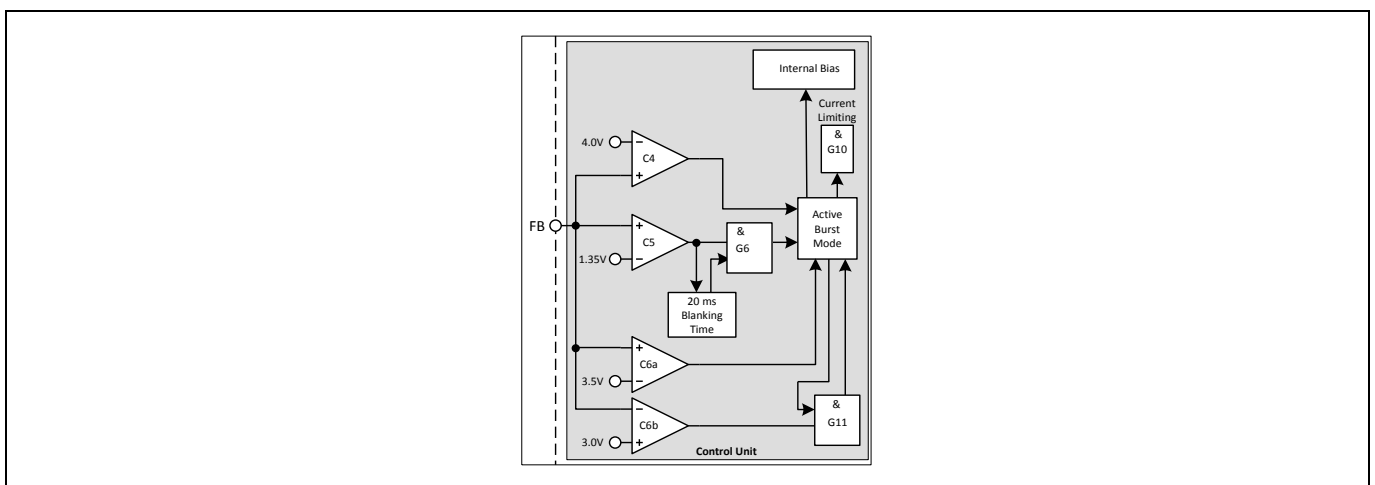 Internal Bias
Current
Limiting
&
G10
4.0V
−
C4
+
Active
Burst
Mode
FB
+
C5
−
1.35V
&
G6
20 ms
Blanking
Time
+
C6a
−
3.5V
−
C6b
+
3.0V
&
G11
Control Unit